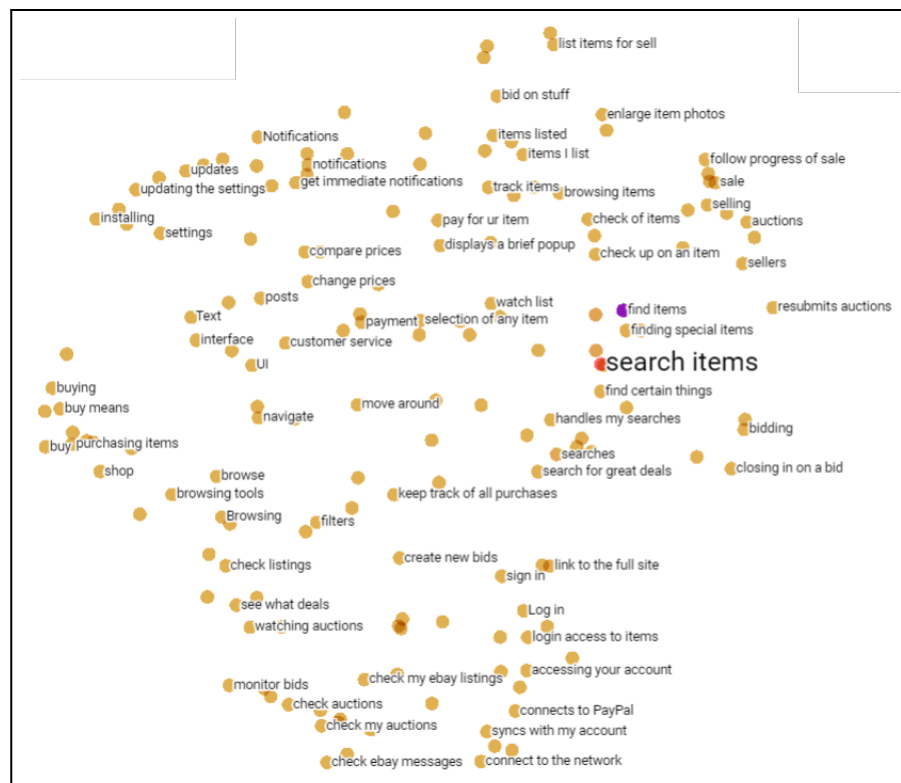 list items for sell
bid on stuff
enlarge item photos
Notifications
items listed
items I list
notifications
follow progress of sale
updates
get immediate notifications
sale
updating the settings
track items
browsing items
selling
installing
pay for ur item
check of items
auctions
settings
displays a brief popup
compare prices
check up on an item
sellers
change prices
posts
watch list
find items
resubmits auctions
Text
payment
selection of any item
finding special items
interface
customer service
UI
search items
buying
find certain things
buy means
move around
navigate
handles my searches
bidding
buy
purchasing items
searches
shop
search for great deals
closing in on a bid
browse
browsing tools
keep track of all purchases
Browsing
filters
check listings
create new bids
link to the full site
sign in
see what deals
Log in
watching auctions
login access to items
accessing your account
check my ebay listings
monitor bids
check auctions
connects to PayPal
check my auctions
syncs with my account
check ebay messages
connect to the network